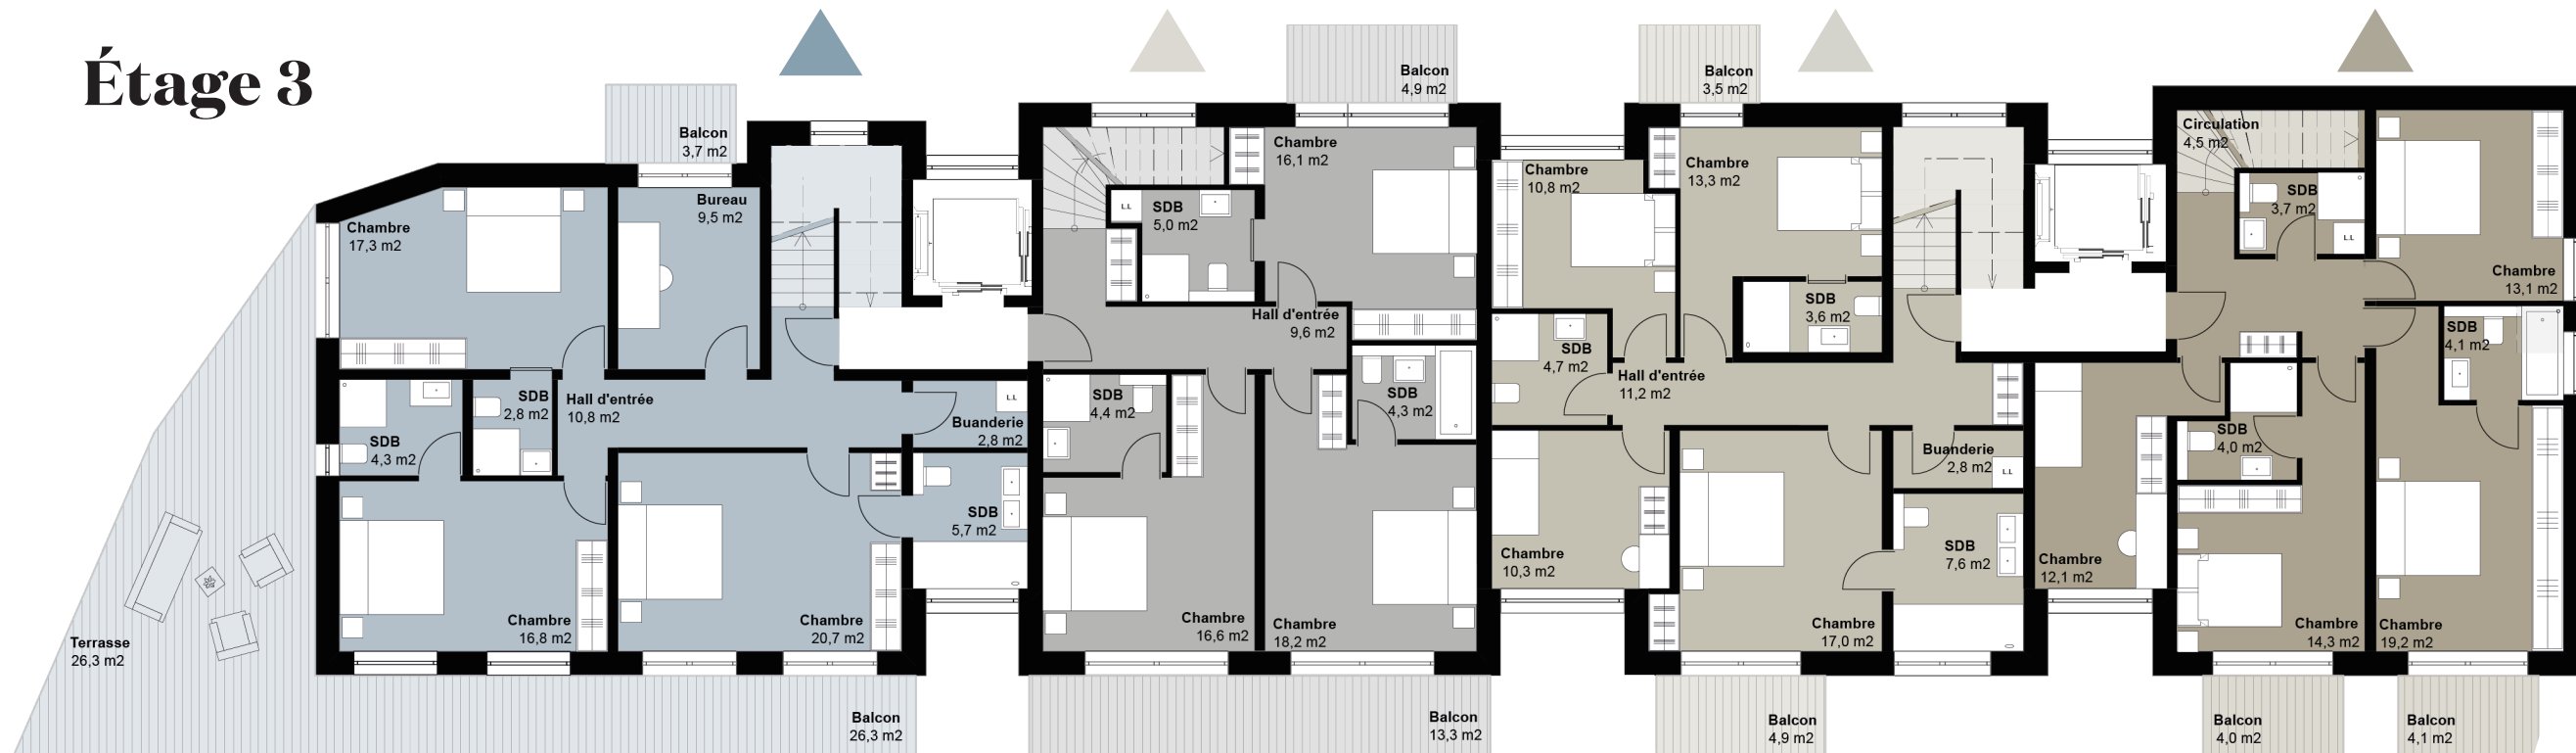 Étage 3
Balcon
3,7 m2
Chambre
17,3 m2
Bureau
9,5 m2
SDB
4,3 m2
SDB
2,8 m2
Hall d'entrée
10,8 m2
Buanderie
2,8 m2
LL
SDB
5,7 m2
Chambre
16,8 m2
Chambre
20,7 m2
Terrasse
26,3 m2
Balcon
26,3 m2
Balcon
4,9 m2
Chambre
16,1 m2
LL
SDB
5,0 m2
Hall d'entrée
9,6 m2
SDB
4,4 m2
SDB
4,3 m2
Chambre
16,6 m2
Chambre
18,2 m2
Balcon
13,3 m2
Balcon
3,5 m2
Chambre
10,8 m2
Chambre
13,3 m2
SDB
3,6 m2
SDB
4,7 m2
Hall d'entrée
11,2 m2
Buanderie
2,8 m2
LL
Chambre
10,3 m2
SDB
7,6 m2
Chambre
17,0 m2
Balcon
4,9 m2
Circulation
4,5 m2
SDB
3,7 m2
LL
Chambre
13,1 m2
SDB
4,1 m2
SDB
4,0 m2
Chambre
12,1 m2
Chambre
14,3 m2
Chambre
19,2 m2
Balcon
4,0 m2
Balcon
4,1 m2